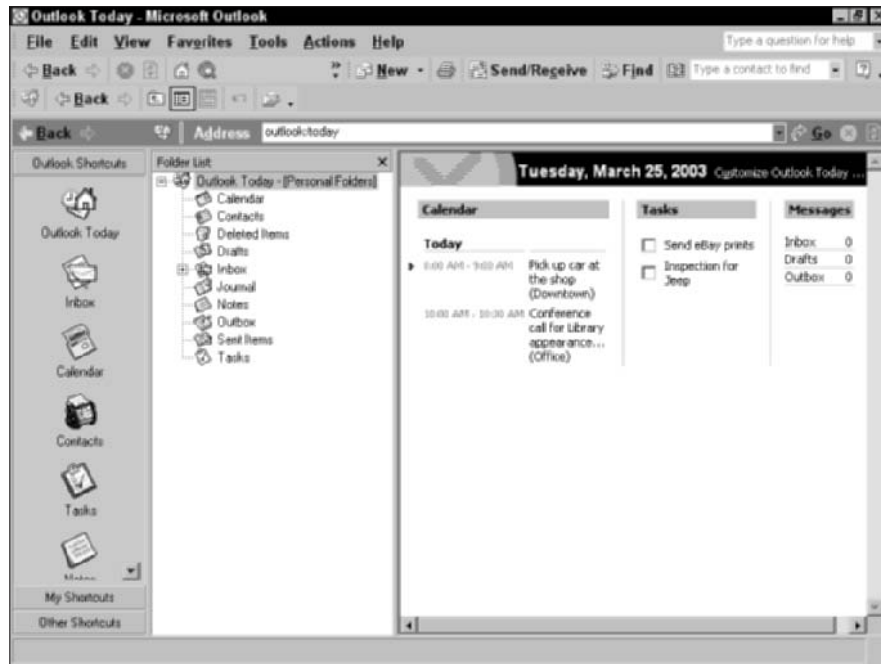 Outlook Today - Microsoft Outlook
File Edit View Favorites Tools Actions Help
Type a question for help
Back
New
Send/Receive
Find
Type a contact to find
Back
Back
Address
outlook:today
Go
Outlook Shortcuts
Outlook Today
Inbox
Calendar
Contacts
Tasks
Notes
My Shortcuts
Other Shortcuts
Folder List
Outlook Today - [Personal Folders]
Calendar
Contacts
Deleted Items
Drafts
Inbox
Journal
Notes
Outbox
Sent Items
Tasks
Tuesday, March 25, 2003 Customize Outlook Today ...
Calendar
Today
8:00 AM - 9:00 AM Pick up car at
the shop
(Downtown)
10:00 AM - 10:30 AM Conference
call for Library
appearance...
(Office)
Tasks
Send eBay prints
Inspection for
Jeep
Messages
Inbox 0
Drafts 0
Outbox 0